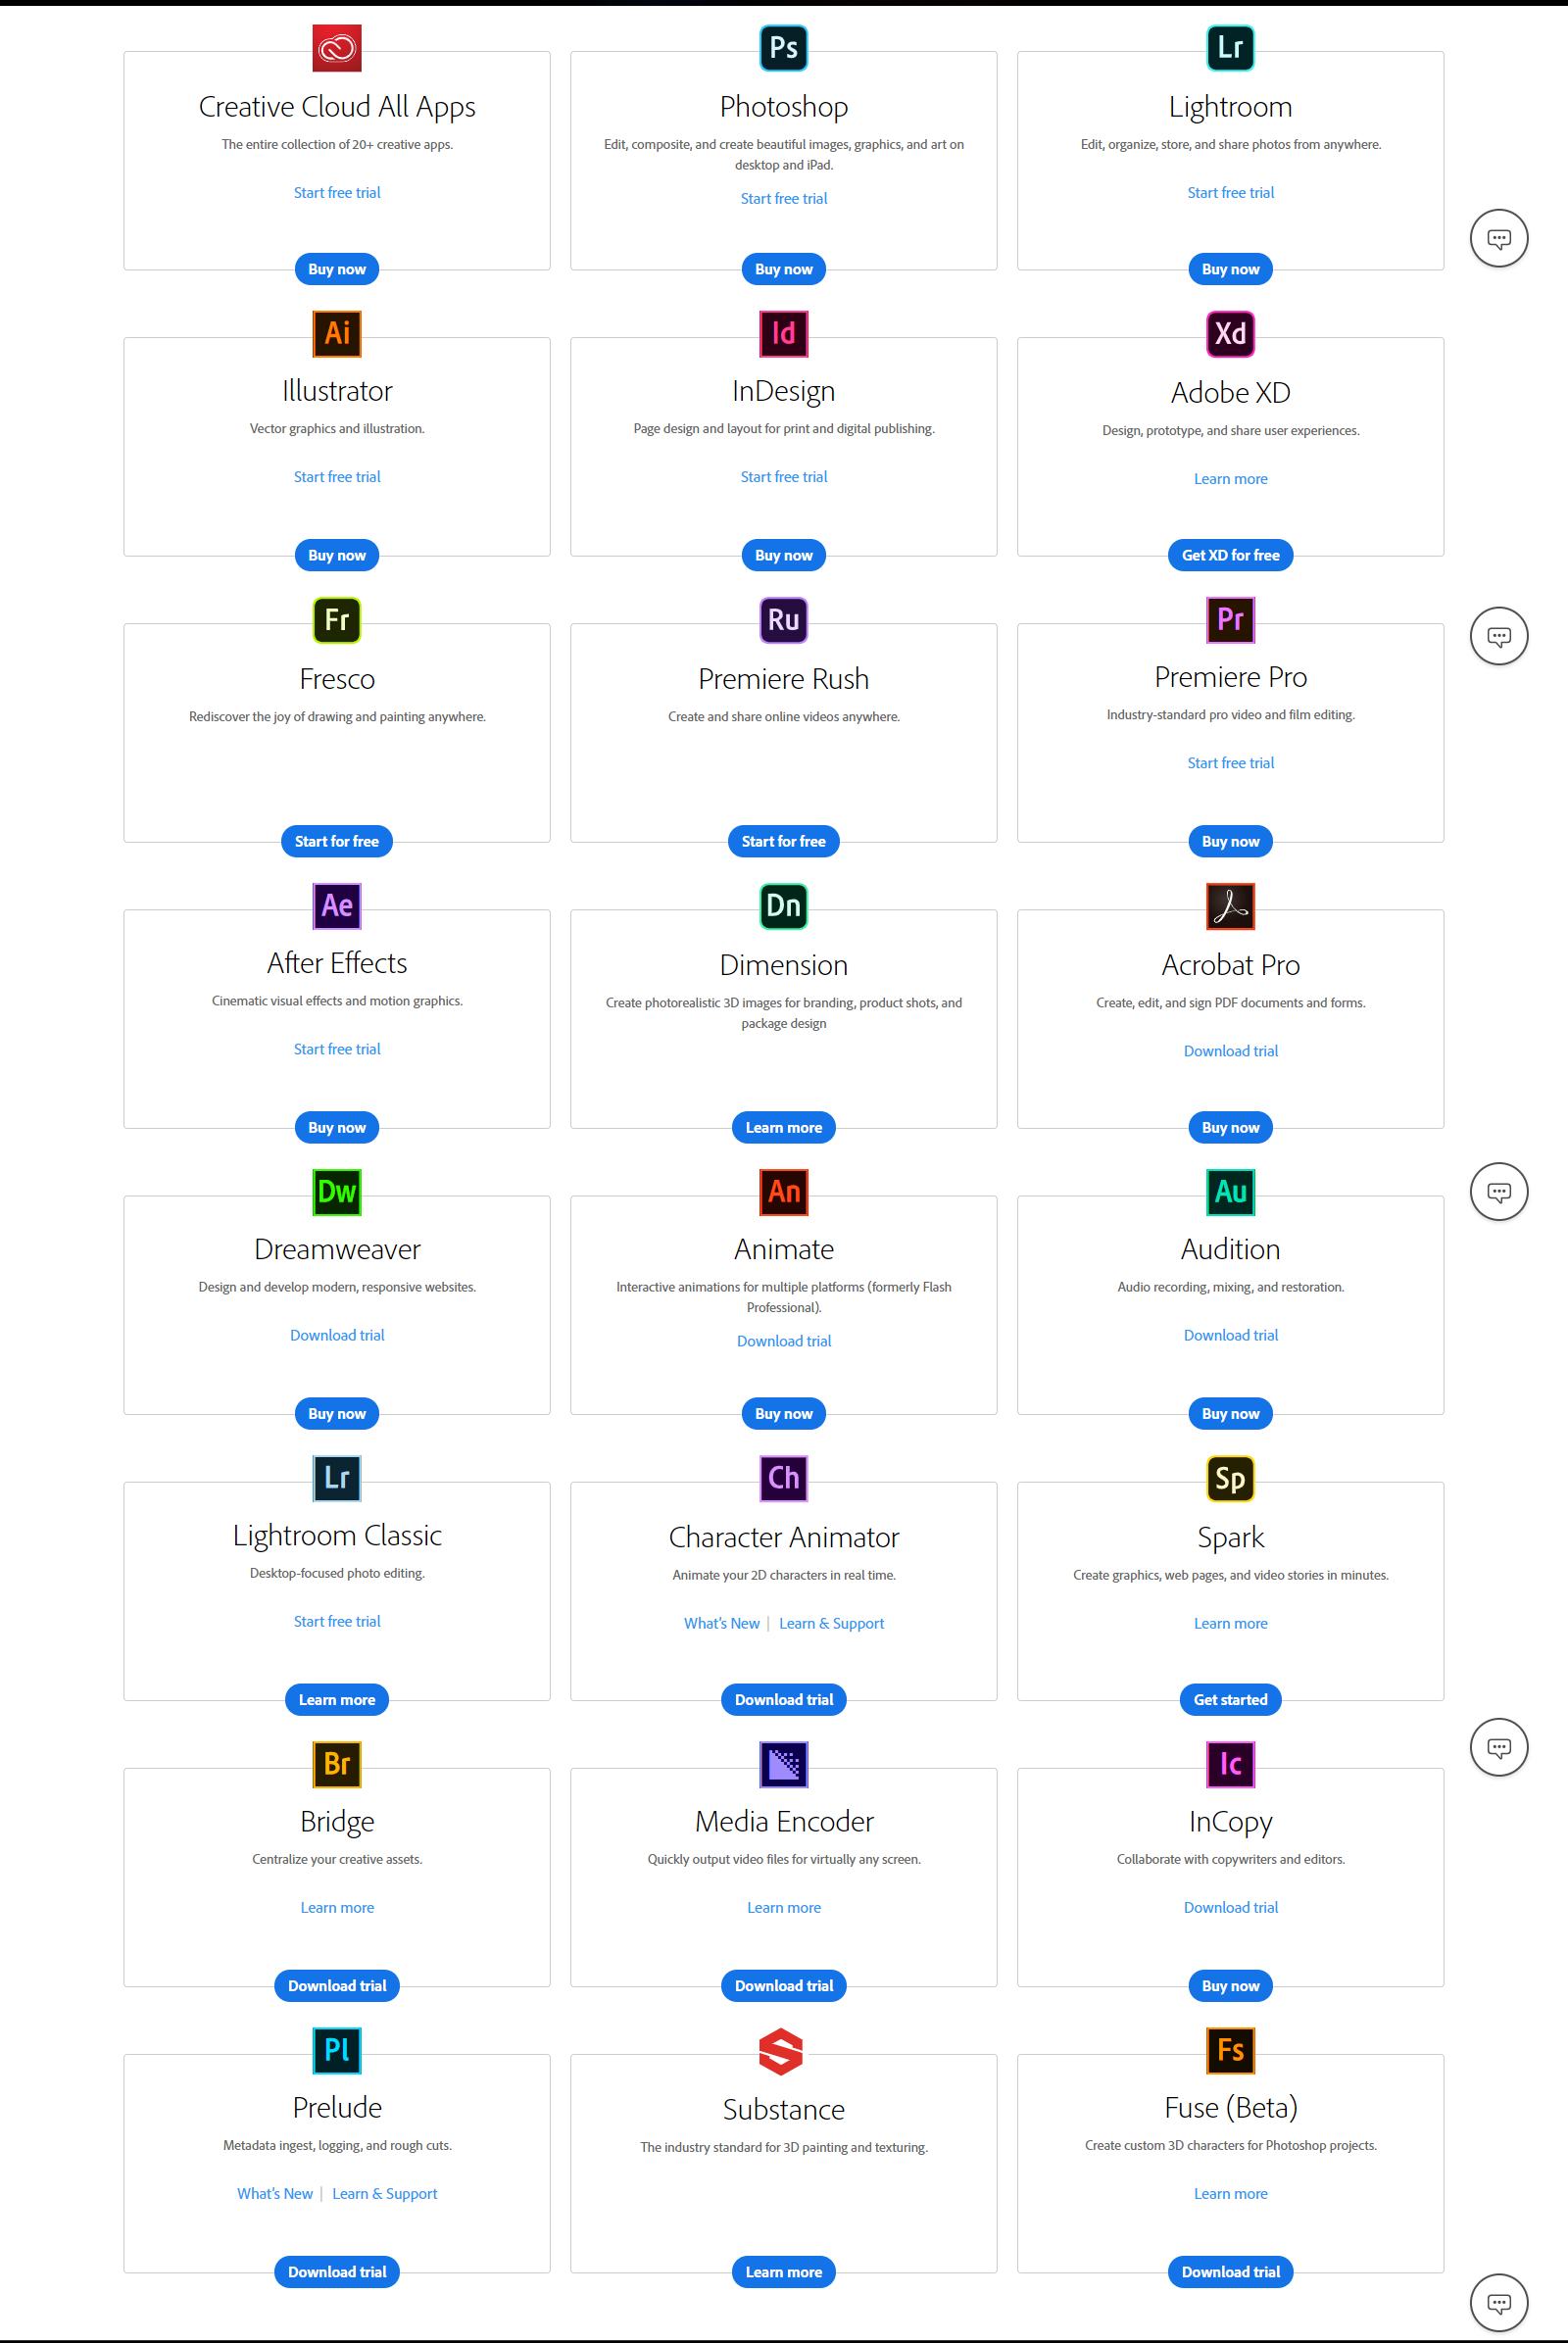 Ps
Lr
Creative Cloud All Apps
The entire collection of 20+ creative apps.
Start free trial
Buy now
Photoshop
Edit, composite, and create beautiful images, graphics, and art on
desktop and iPad.
Start free trial
Buy now
Lightroom
Edit, organize, store, and share photos from anywhere.
Start free trial
Buy now
Ai
Illustrator
Vector graphics and illustration.
Start free trial
Buy now
Id
InDesign
Page design and layout for print and digital publishing.
Start free trial
Buy now
Xd
Adobe XD
Design, prototype, and share user experiences.
Learn more
Get XD for free
Fr
Fresco
Rediscover the joy of drawing and painting anywhere.
Start for free
Ru
Premiere Rush
Create and share online videos anywhere.
Start for free
Pr
Premiere Pro
Industry-standard pro video and film editing.
Start free trial
Buy now
Ae
After Effects
Cinematic visual effects and motion graphics.
Start free trial
Buy now
Dn
Dimension
Create photorealistic 3D images for branding, product shots, and
package design
Learn more
Acrobat Pro
Create, edit, and sign PDF documents and forms.
Download trial
Buy now
Dw
Dreamweaver
Design and develop modern, responsive websites.
Download trial
Buy now
An
Animate
Interactive animations for multiple platforms (formerly Flash
Professional).
Download trial
Buy now
Au
Audition
Audio recording, mixing, and restoration.
Download trial
Buy now
Lr
Lightroom Classic
Desktop-focused photo editing.
Start free trial
Learn more
Ch
Character Animator
Animate your 2D characters in real time.
What's New | Learn & Support
Download trial
Sp
Spark
Create graphics, web pages, and video stories in minutes.
Learn more
Get started
Br
Bridge
Centralize your creative assets.
Learn more
Download trial
Media Encoder
Quickly output video files for virtually any screen.
Learn more
Download trial
Ic
InCopy
Collaborate with copywriters and editors.
Download trial
Buy now
Pl
Prelude
Metadata ingest, logging, and rough cuts.
What's New | Learn & Support
Download trial
Substance
The industry standard for 3D painting and texturing.
Learn more
Fs
Fuse (Beta)
Create custom 3D characters for Photoshop projects.
Learn more
Download trial